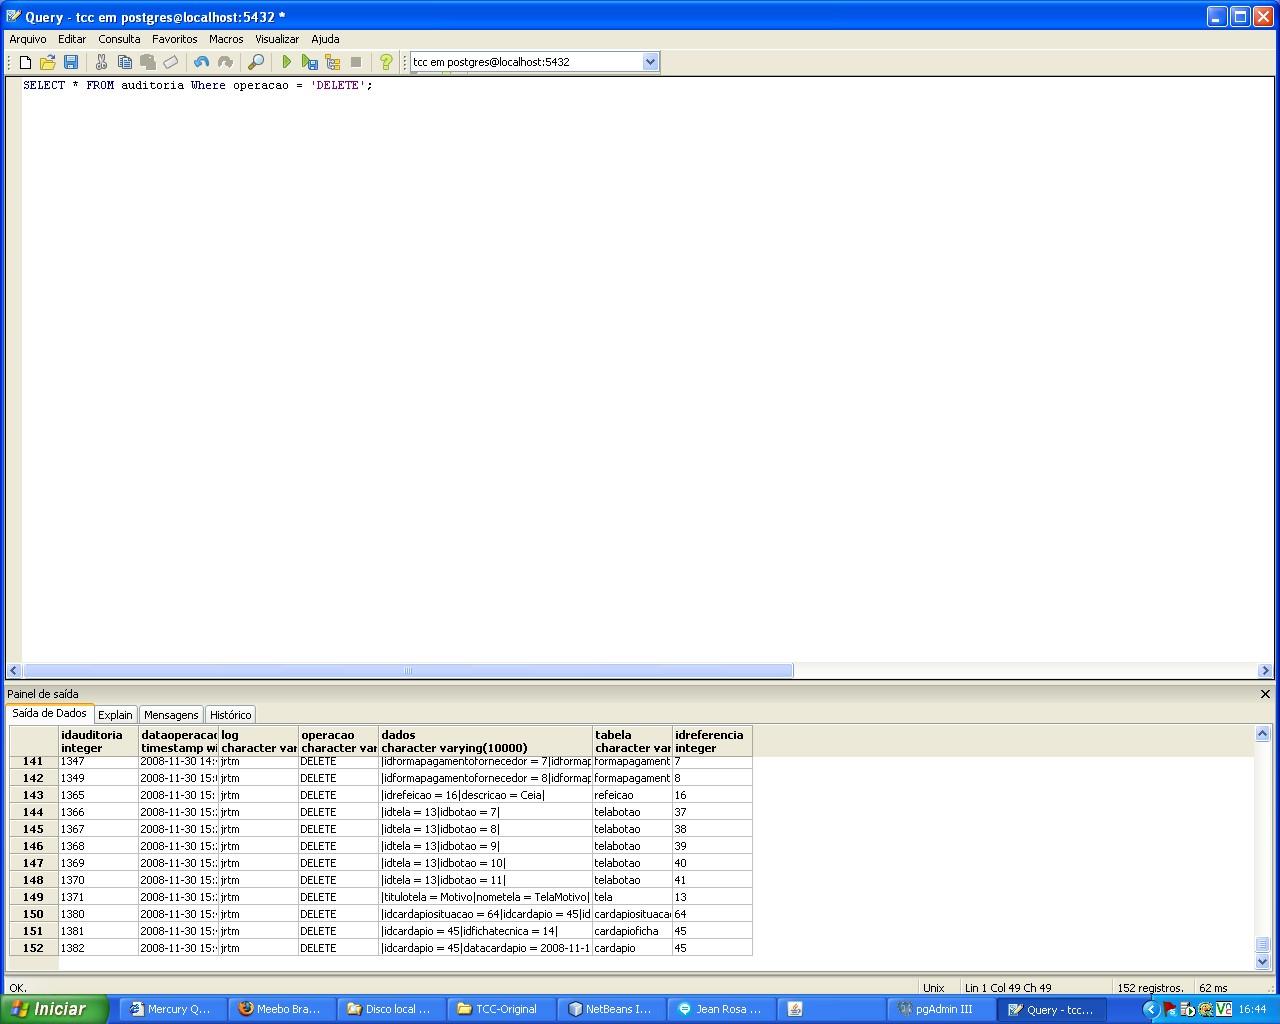 Query - tcc em postgres@localhost:5432 *
Arquivo Editar Consulta Favoritos Macros Visualizar Ajuda
tcc em postgres@localhost:5432
SELECT * FROM auditoria Where operacao = 'DELETE';
Painel de saída
Saída de Dados Explain Mensagens Histórico
idauditoria dataoperacac log operacao dados tabela idreferencia
integer timestamp wi character var character var character varying(10000) character var integer
141 1347 2008-11-30 14: jrtm DELETE |idformapagamentofornecedor = 7|idformap formapagament 7
142 1349 2008-11-30 15: jrtm DELETE |idformapagamentofornecedor = 8|idformap formapagament 8
143 1365 2008-11-30 15: jrtm DELETE |idrefeicao = 16|descricao = Ceia| refeicao 16
144 1366 2008-11-30 15: jrtm DELETE |idtela = 13|idbotao = 7| telabotao 37
145 1367 2008-11-30 15: jrtm DELETE |idtela = 13|idbotao = 8| telabotao 38
146 1368 2008-11-30 15: jrtm DELETE |idtela = 13|idbotao = 9| telabotao 39
147 1369 2008-11-30 15: jrtm DELETE |idtela = 13|idbotao = 10| telabotao 40
148 1370 2008-11-30 15: jrtm DELETE |idtela = 13|idbotao = 11| telabotao 41
149 1371 2008-11-30 15: jrtm DELETE |titulotela = Motivo|nometela = TelaMotivo| tela 13
150 1380 2008-11-30 15: jrtm DELETE |idcardapiosituacao = 64|idcardapio = 45|id cardapiosituaca 64
151 1381 2008-11-30 15: jrtm DELETE |idcardapio = 45|idfichatecnica = 14| cardapioficha 45
152 1382 2008-11-30 15: jrtm DELETE |idcardapio = 45|datacardapio = 2008-11-1 cardapio 45
OK. Unix Lin 1 Col 49 Ch 49 152 registros. 62 ms
Iniciar Mercury Q... Meebo Bra... Disco local ... TCC-Original NetBeans I... Jean Rosa ... pgAdmin III Query - tcc... 16:44